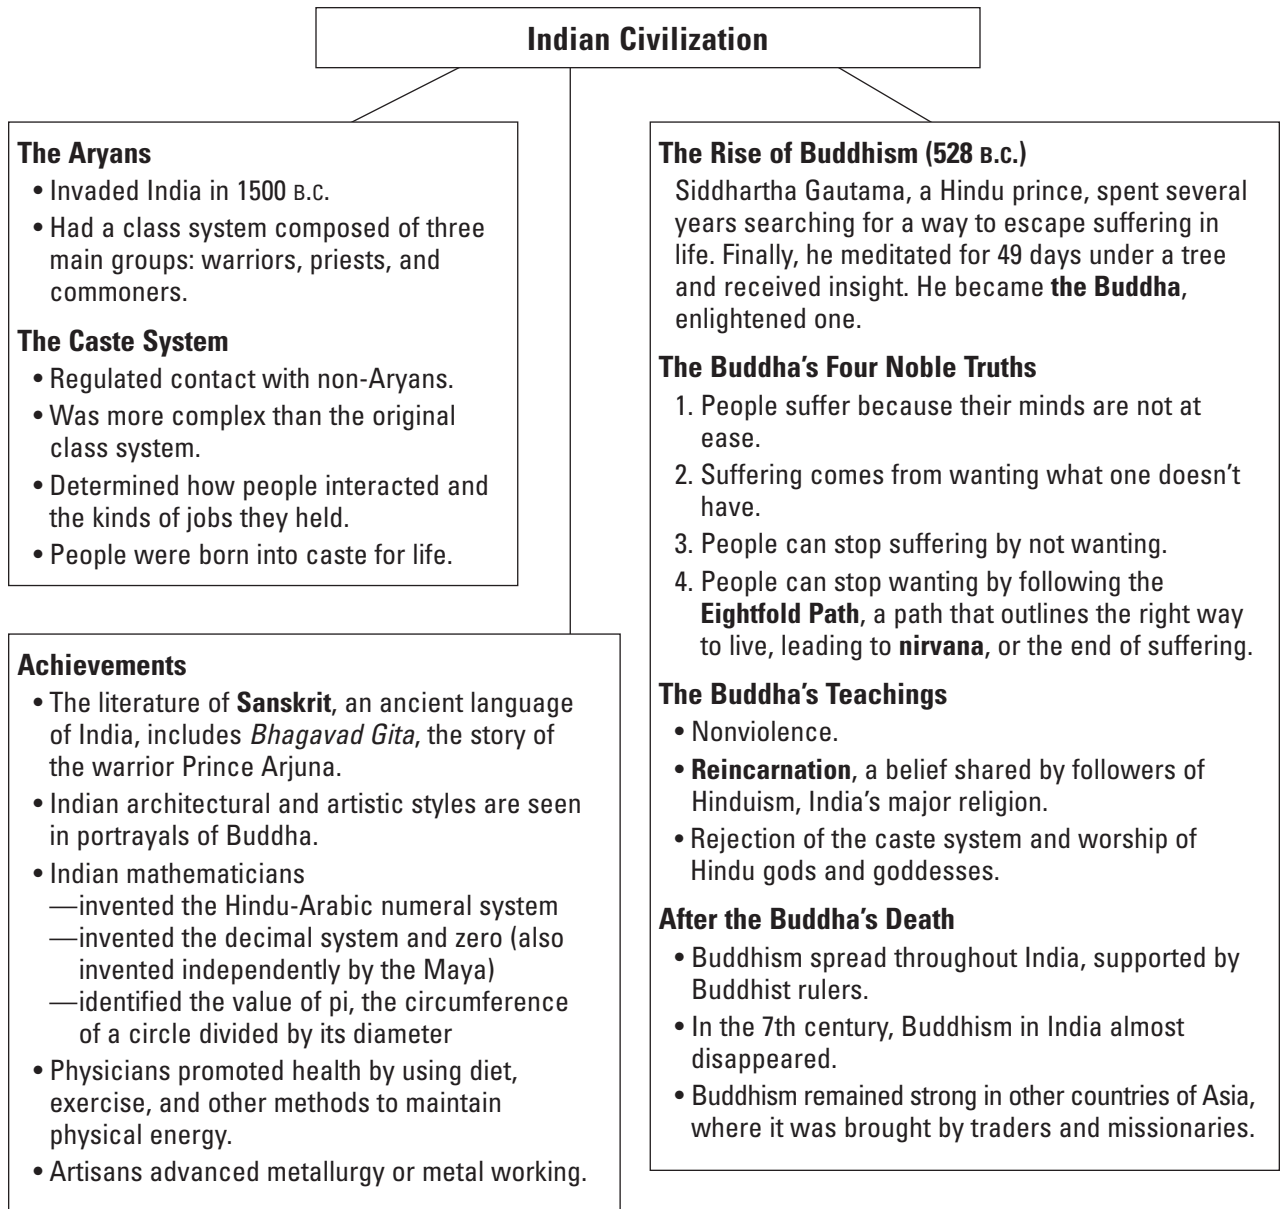 Indian Civilization
The Aryans
• Invaded India in 1500 B.C.
• Had a class system composed of three
main groups: warriors, priests, and
commoners.
The Caste System
• Regulated contact with non-Aryans.
• Was more complex than the original
class system.
• Determined how people interacted and
the kinds of jobs they held.
• People were born into caste for life.
Achievements
• The literature of Sanskrit, an ancient language
of India, includes Bhagavad Gita, the story of
the warrior Prince Arjuna.
• Indian architectural and artistic styles are seen
in portrayals of Buddha.
• Indian mathematicians
—invented the Hindu-Arabic numeral system
—invented the decimal system and zero (also
invented independently by the Maya)
—identified the value of pi, the circumference
of a circle divided by its diameter
• Physicians promoted health by using diet,
exercise, and other methods to maintain
physical energy.
• Artisans advanced metallurgy or metal working.
The Rise of Buddhism (528 B.C.)
Siddhartha Gautama, a Hindu prince, spent several
years searching for a way to escape suffering in
life. Finally, he meditated for 49 days under a tree
and received insight. He became the Buddha,
enlightened one.
The Buddha's Four Noble Truths
1. People suffer because their minds are not at
ease.
2. Suffering comes from wanting what one doesn't
have.
3. People can stop suffering by not wanting.
4. People can stop wanting by following the
Eightfold Path, a path that outlines the right way
to live, leading to nirvana, or the end of suffering.
The Buddha's Teachings
• Nonviolence.
• Reincarnation, a belief shared by followers of
Hinduism, India's major religion.
• Rejection of the caste system and worship of
Hindu gods and goddesses.
After the Buddha's Death
• Buddhism spread throughout India, supported by
Buddhist rulers.
• In the 7th century, Buddhism in India almost
disappeared.
• Buddhism remained strong in other countries of Asia,
where it was brought by traders and missionaries.